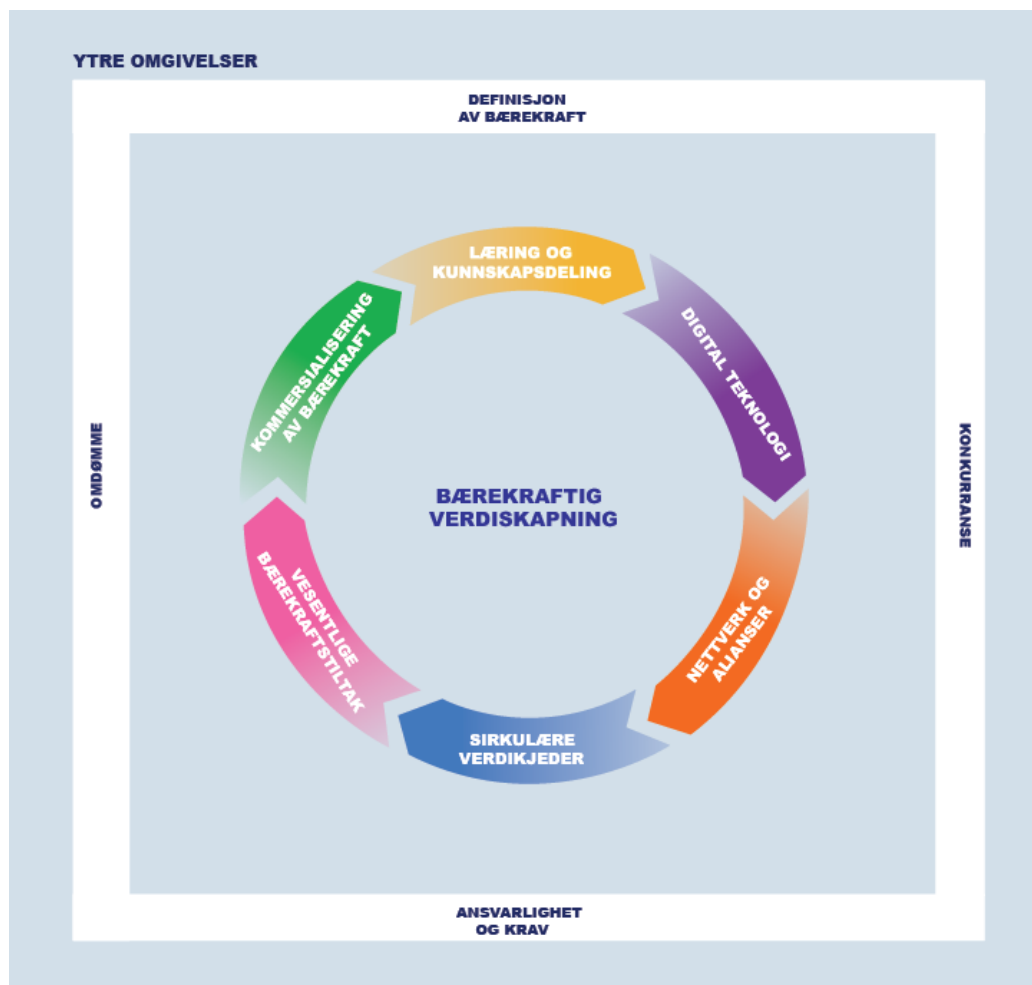 YTRE OMGIVELSER
DEFINISJON
AV BÆREKRAFT
LÆRING OG
KUNNSKAPSDELING
DIGITAL TEKNOLOGI
NETTVERK OG
ALIANSER
SIRKULÆRE
VERDIKJEDER
VESENTLIGE
BÆREKRAFTSTILTAK
KOMMERSIALISERING
AV BÆREKRAFT
BÆREKRAFTIG
VERDISKAPNING
OMDØMME
KONKURRANSE
ANSVARLIGHET
OG KRAV